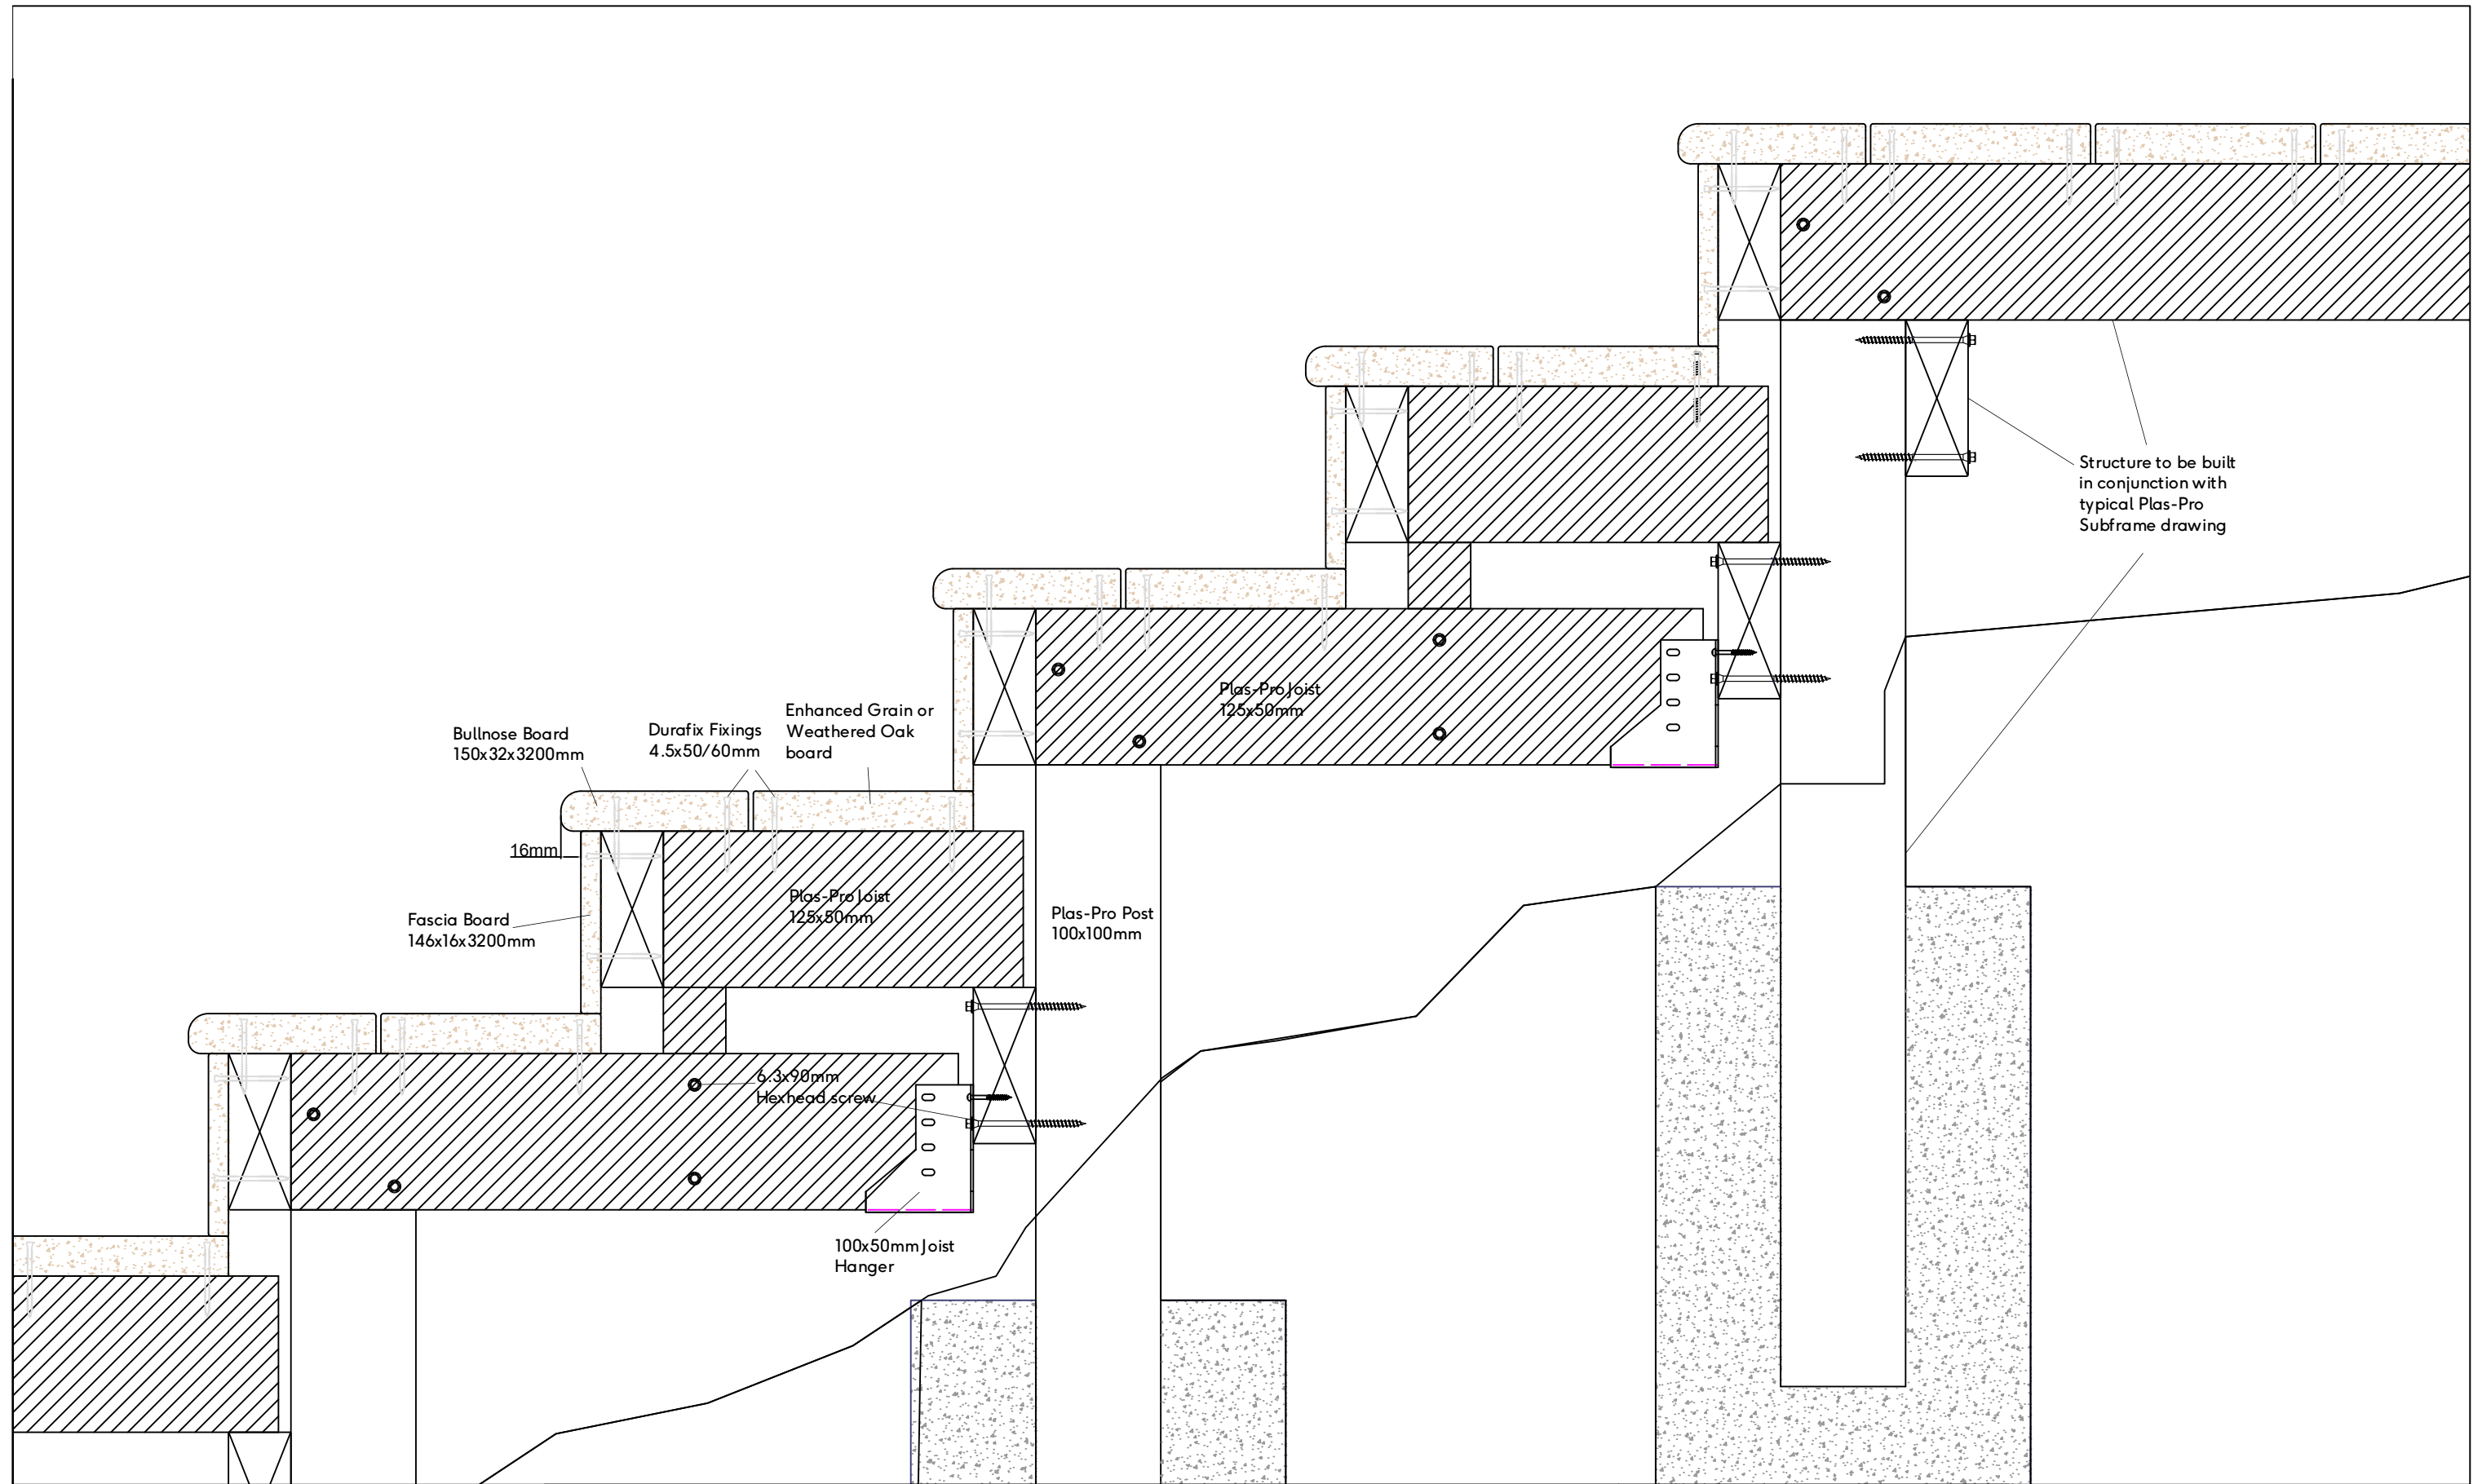 Structure to be built
in conjunction with
typical Plas-Pro
Subframe drawing
Plas-Pro Joist
125x50mm
Enhanced Grain or
Weathered Oak
board
Durafix Fixings
4.5x50/60mm
Bullnose Board
150x32x3200mm
16mm
Plas-Pro Joist
125x50mm
Fascia Board
146x16x3200mm
Plas-Pro Post
100x100mm
6.3x90mm
Hexhead screw
100x50mm Joist
Hanger